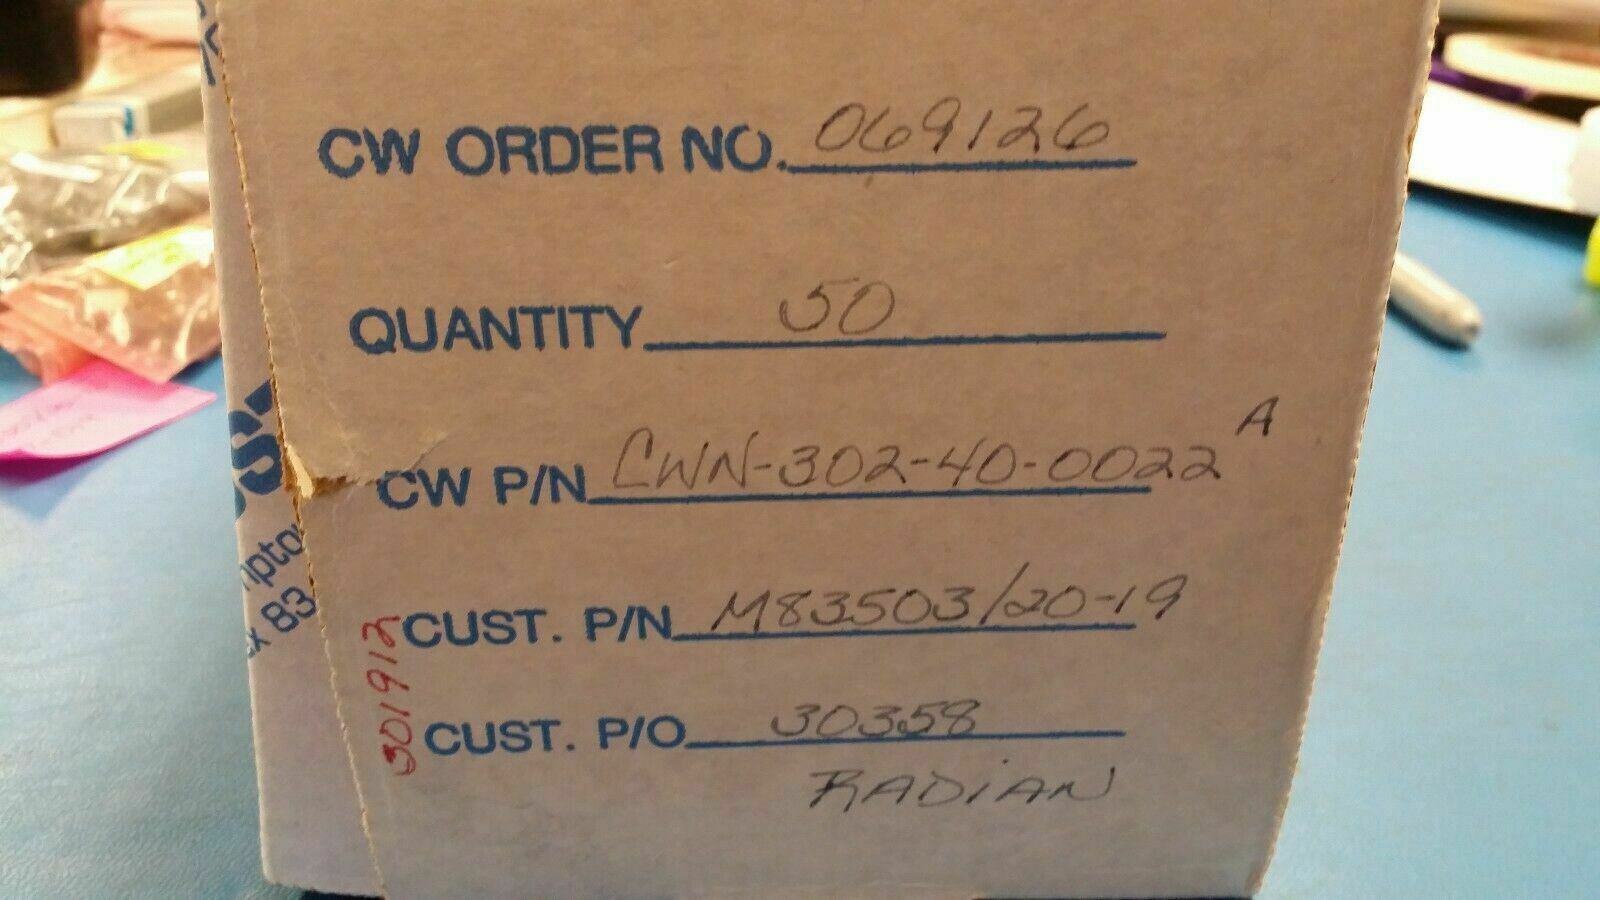 CW ORDER NO. 069126
QUANTITY 50
A
CW P/N CWN-302-40-0022
CUST. P/N M83503/20-19
301912
CUST. P/O 30358
RADIAN